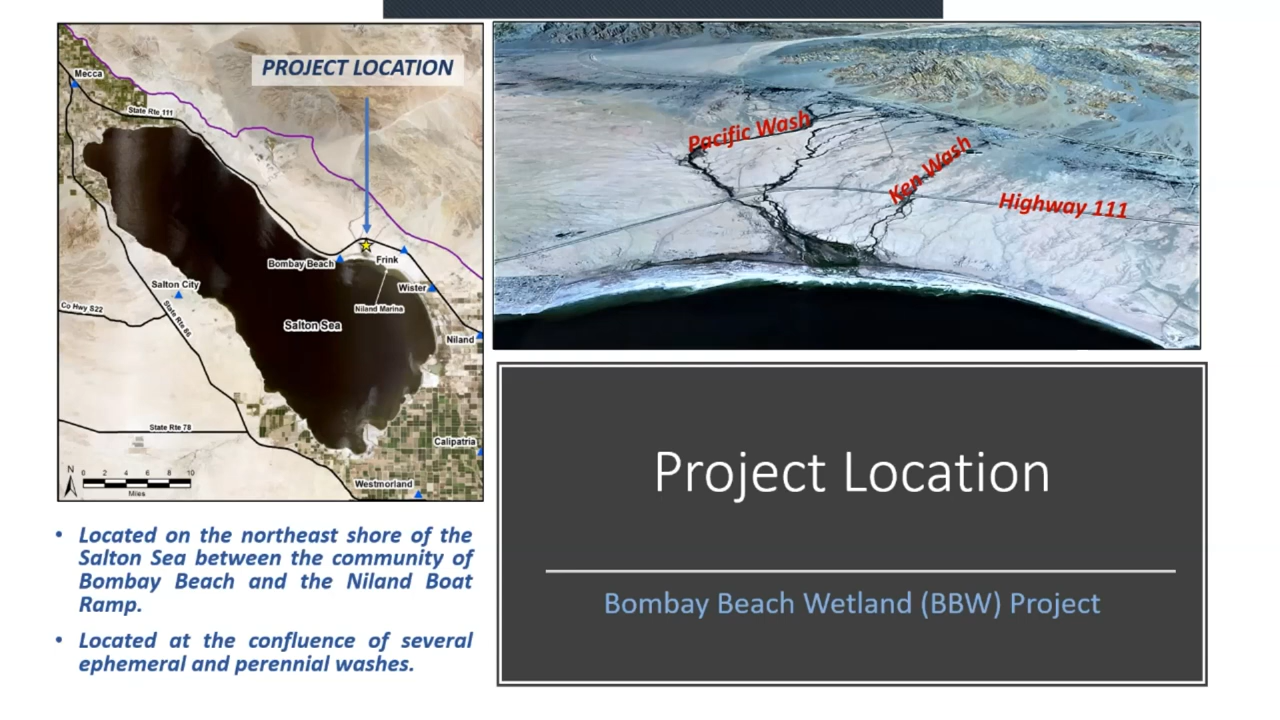 PROJECT LOCATION
Mecca
State Rte 111
Bombay Beach
Frink
Salton City
Wister
Co Hwy S22
State Rte 86
Niland Marina
Salton Sea
Niland
State Rte 78
Calipatria
N
0 2 4 6 8 10
Miles
Westmorland
Pacific Wash
Ken Wash
Highway 111
• Located on the northeast shore of the
Salton Sea between the community of
Bombay Beach and the Niland Boat
Ramp.
• Located at the confluence of several
ephemeral and perennial washes.
Project Location
Bombay Beach Wetland (BBW) Project